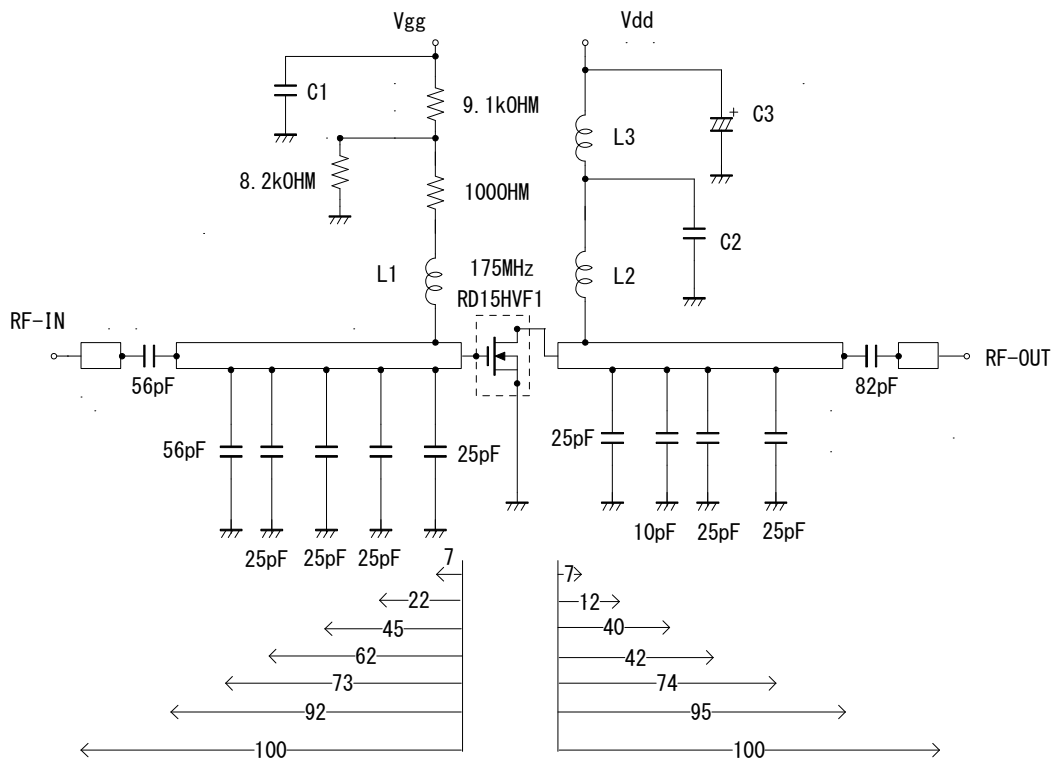 Vgg
Vdd
C1
9.1kOHM
L3
+
C3
8.2kOHM
100OHM
C2
L1
175MHz
RD15HVF1
L2
RF-IN
RF-OUT
56pF
82pF
56pF
25pF
25pF
25pF
25pF
25pF
10pF
25pF
25pF
25pF
7
7
22
12
45
40
62
42
73
74
92
95
100
100